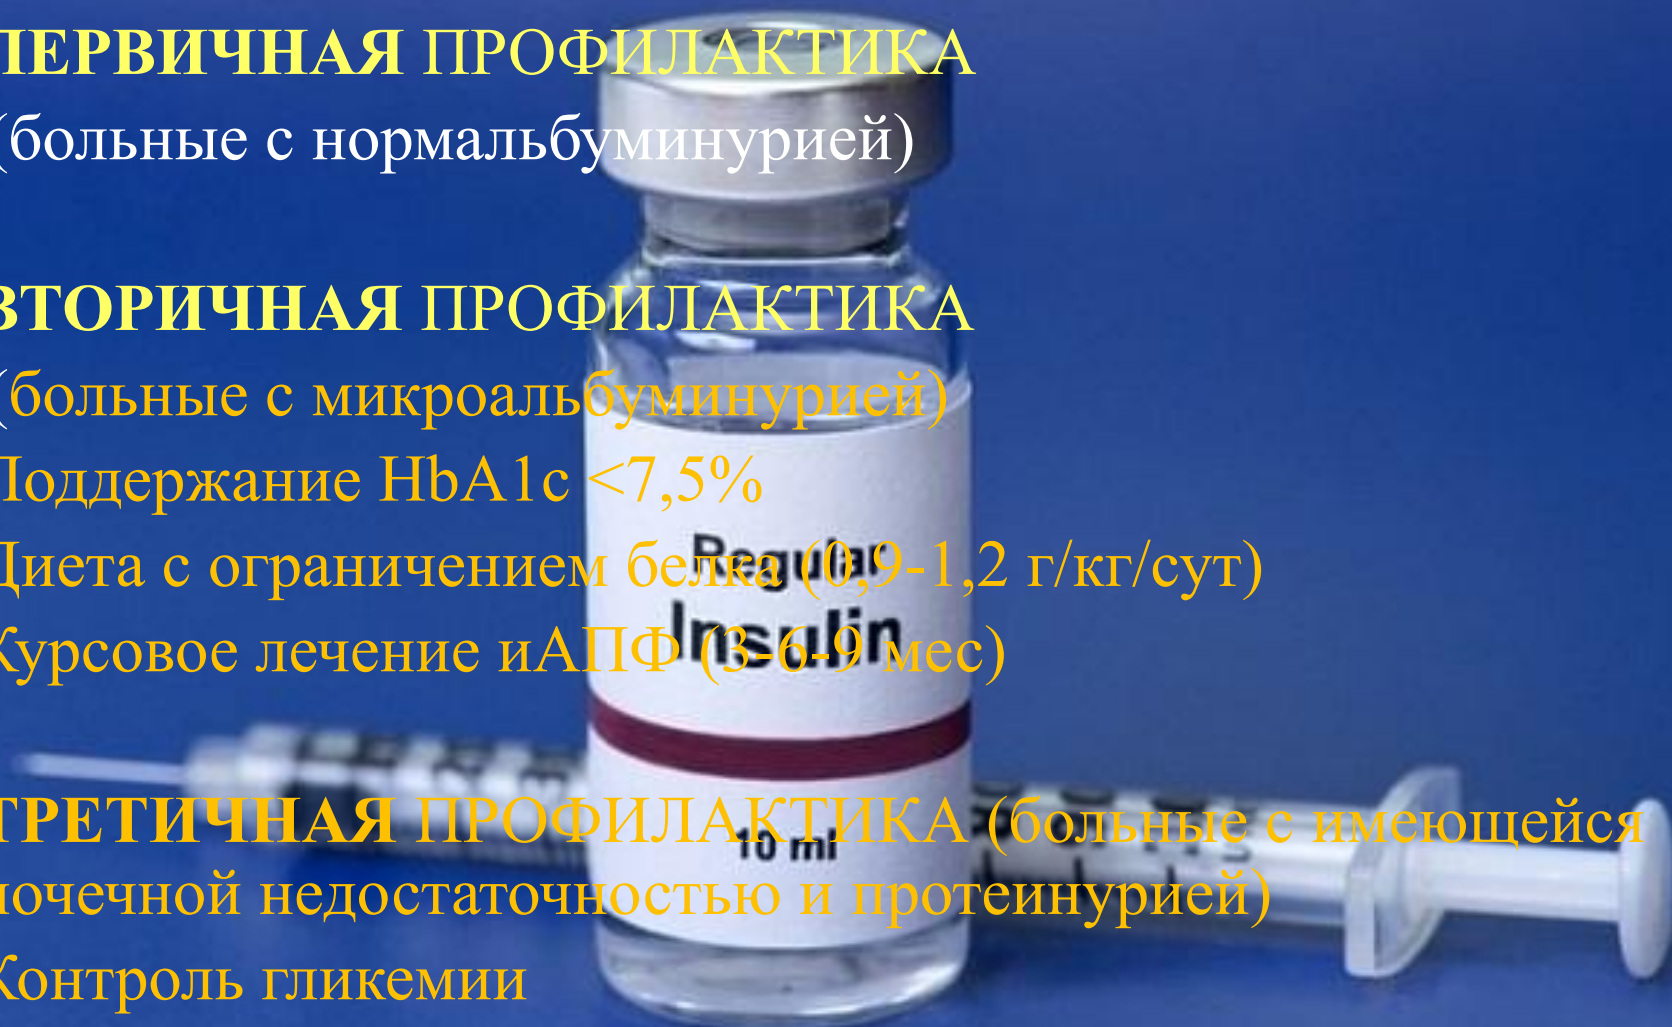 ПЕРВИЧНАЯ ПРОФИЛАКТИКА
(больные с нормальбуминурией)
ВТОРИЧНАЯ ПРОФИЛАКТИКА
(больные с микроальбуминурией)
Поддержание HbA1c <7,5%
Диета с ограничением белка (0,9-1,2 г/кг/сут)
Курсовое лечение иАПФ (3-6-9 мес)
ТРЕТИЧНАЯ ПРОФИЛАКТИКА (больные с имеющейся
почечной недостаточностью и протеинурией)
Контроль гликемии
Regular
Insulin
10 ml